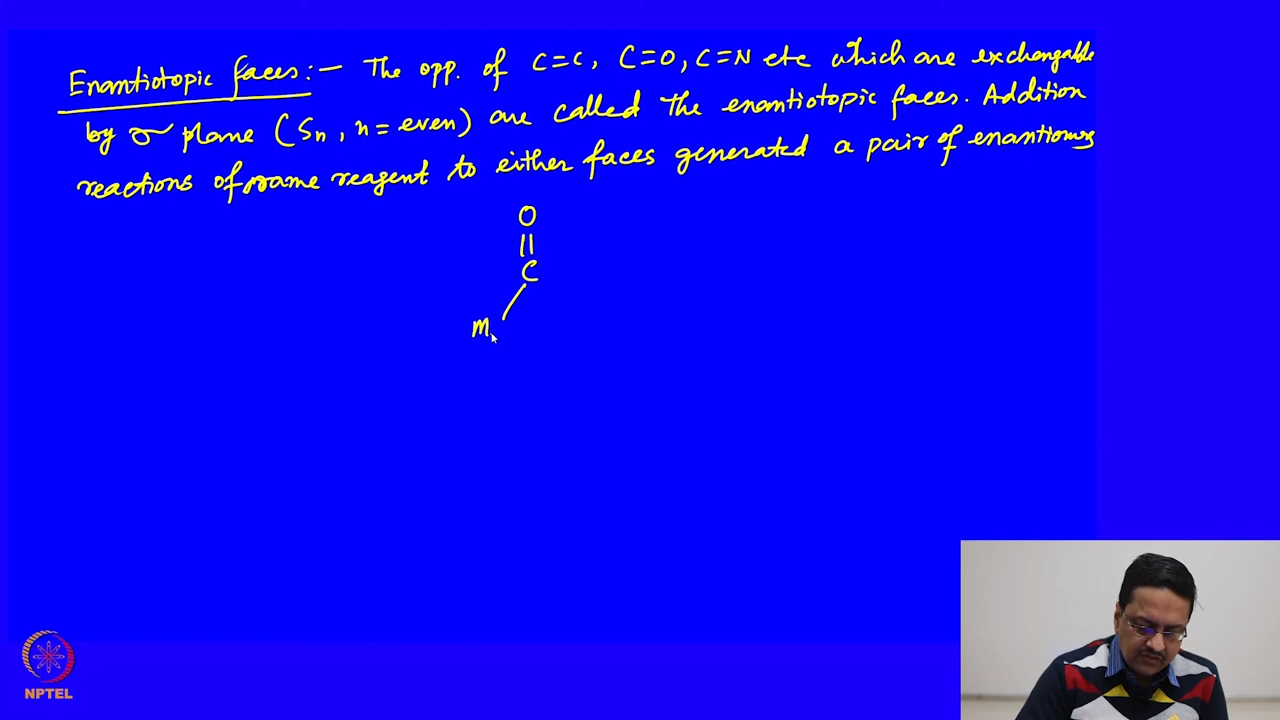 Enantiotopic faces:- The opp. of C=C, C=O, C=N etc which are exchangable
by σ plane (Sn, n=even) are called the enantiotopic faces. Addition
reactions of same reagent to either faces generated a pair of enantiomers
O
||
C
M
NPTEL